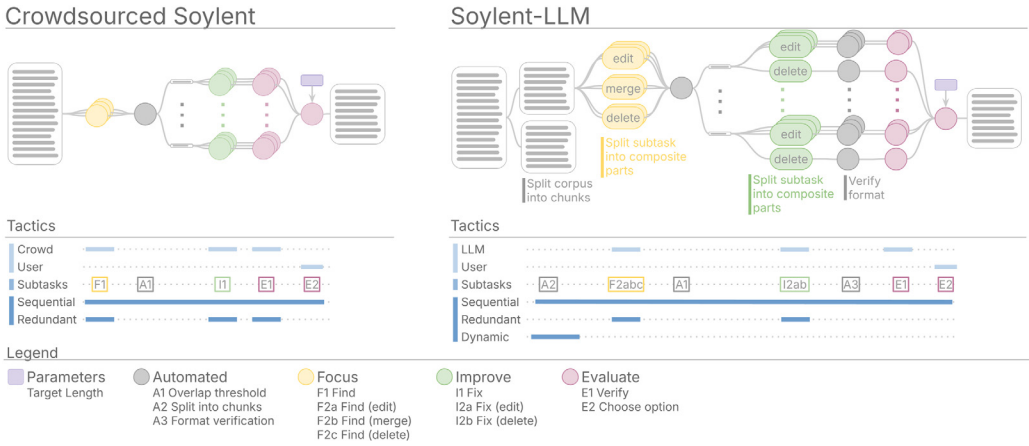 Crowdsourced Soylent
Soylent-LLM
edit
merge
delete
edit
delete
edit
delete
Split subtask
into composite
parts
Split corpus
into chunks
Split subtask
into composite
parts
Verify
format
Tactics
Crowd
User
Subtasks F1 A1 I1 E1 E2
Sequential
Redundant
Tactics
LLM
User
Subtasks A2 F2abc A1 I2ab A3 E1 E2
Sequential
Redundant
Dynamic
Legend
Parameters
Target Length
Automated
A1 Overlap threshold
A2 Split into chunks
A3 Format verification
Focus
F1 Find
F2a Find (edit)
F2b Find (merge)
F2c Find (delete)
Improve
I1 Fix
I2a Fix (edit)
I2b Fix (delete)
Evaluate
E1 Verify
E2 Choose option